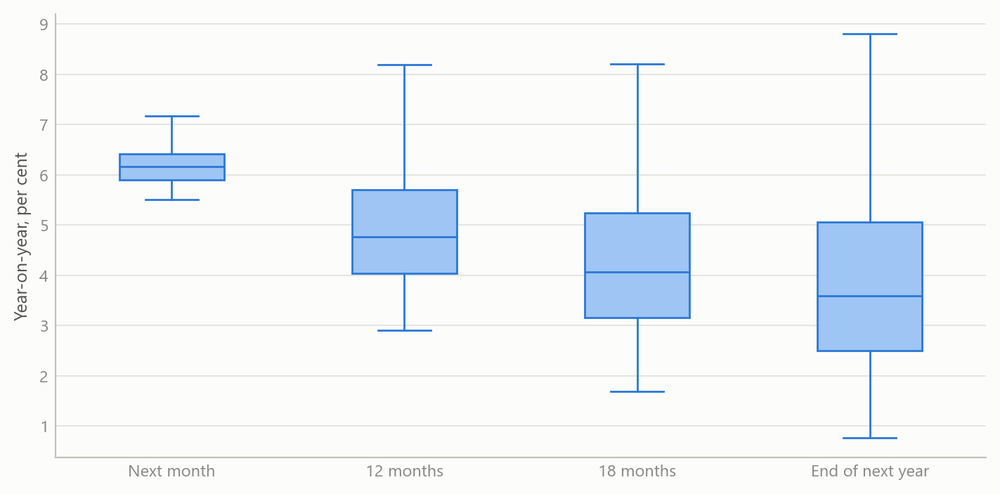 Year-on-year, per cent
9
8
7
6
5
4
3
2
1
Next month
12 months
18 months
End of next year